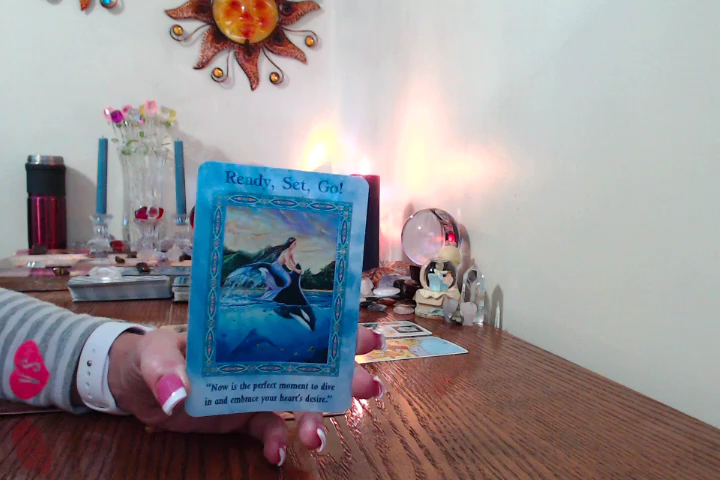 Ready, Set, Go!
"Now is the perfect moment to dive
in and embrace your heart's desire."